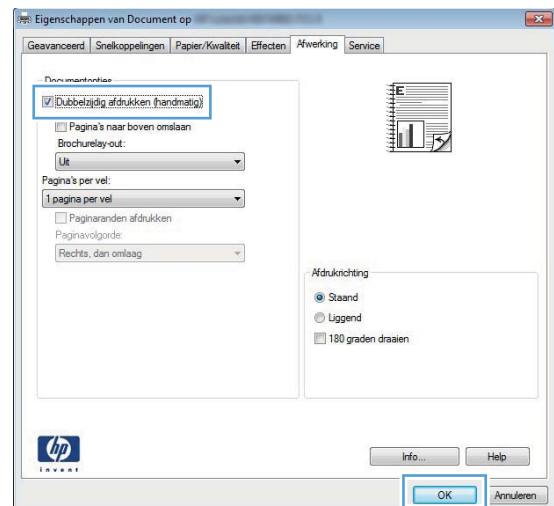 Eigenschappen van Document op
Geavanceerd Snelkoppelingen Papier/Kwaliteit Effecten Afwerking Service
Documentopties
Dubbelzijdig afdrukken (handmatig)
Pagina's naar boven omslaan
Brochurelay-out:
Uit
Pagina's per vel:
1 pagina per vel
Paginaranden afdrukken
Paginavolgorde:
Rechts, dan omlaag
E
Afdrukrichting
Staand
Liggend
180 graden draaien
hp
invent
Info... Help
OK Annuleren